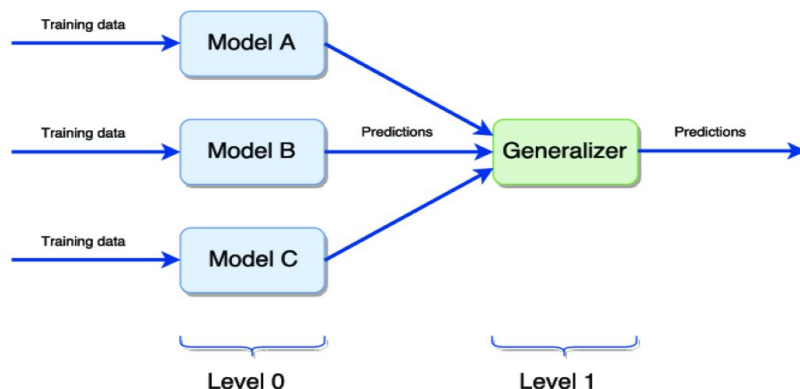 Training data
Model A
Training data
Model B
Predictions
Generalizer
Predictions
Training data
Model C
Level 0
Level 1